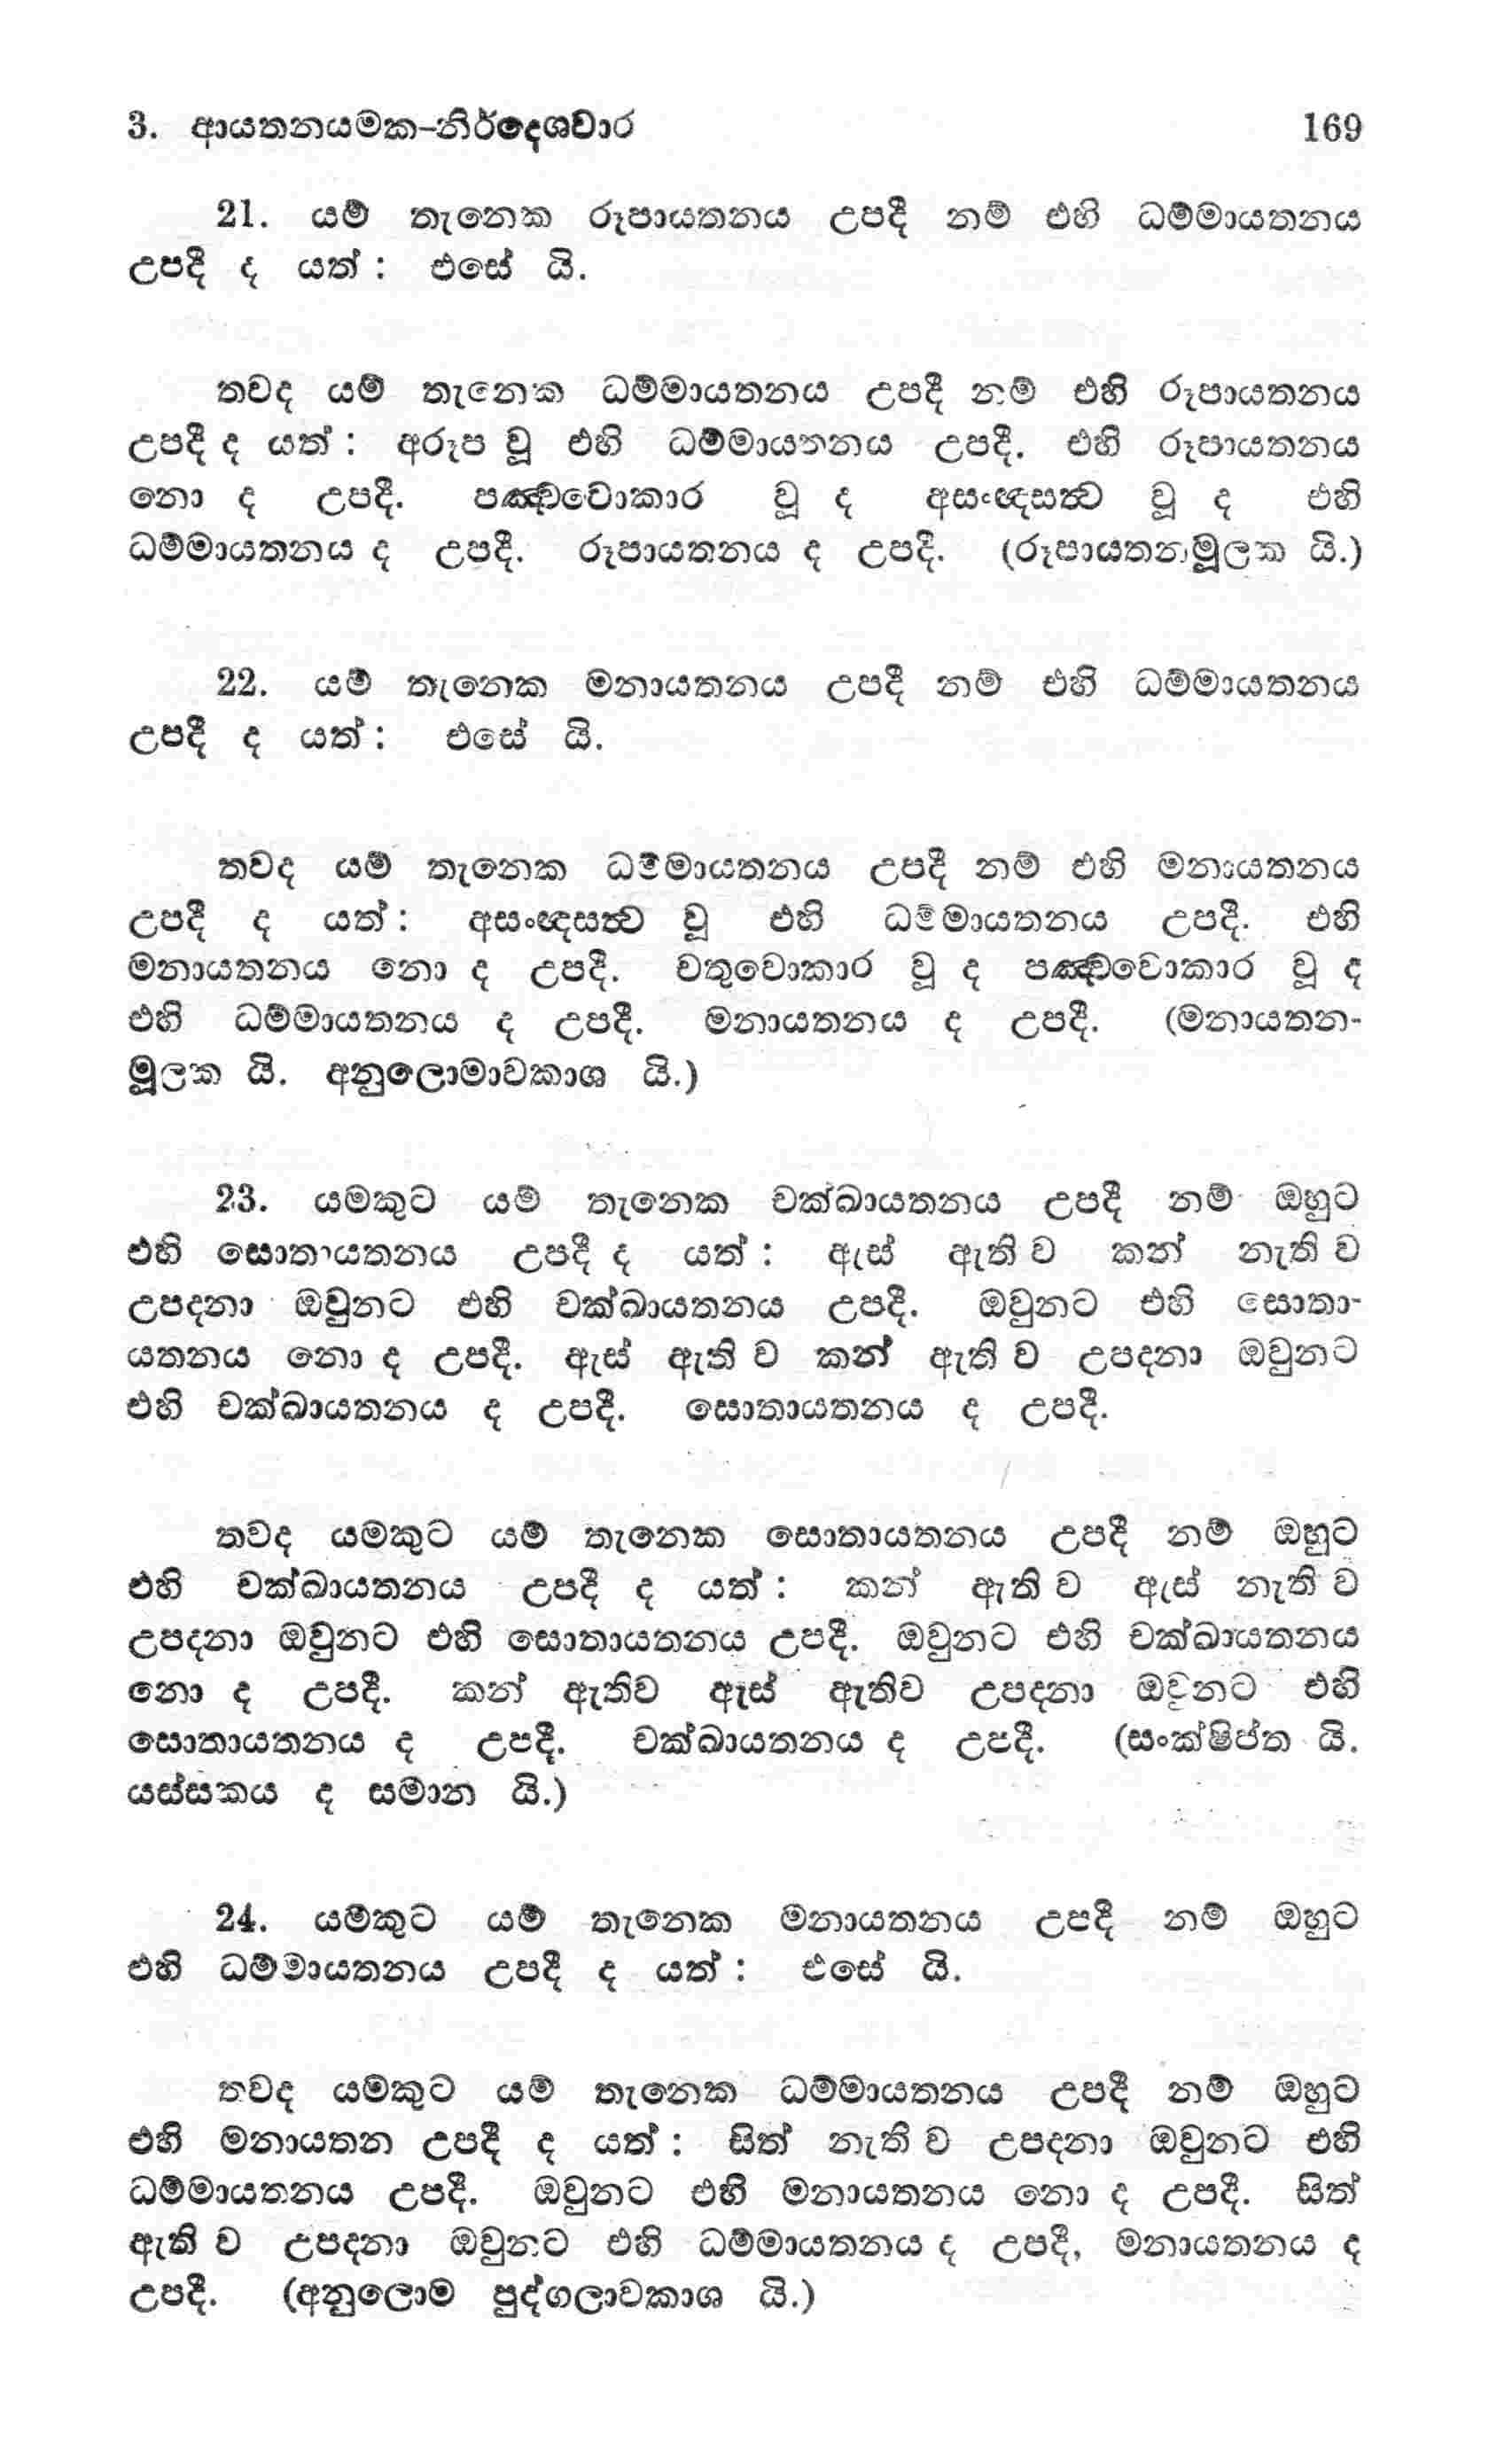 3. ආයතනයමක-නිර්දෙශවාර 169
21. යම් තැනෙක රූපායතනය උපදී නම් එහි ධම්මායතනය
උපදී ද යත් : එසේ යි.
තවද යම් තැනෙක ධම්මායතනය උපදී නම් එහි රූපායතනය
උපදී ද යත් : අරූප වූ එහි ධම්මායතනය උපදී. එහි රූපායතනය
නො ද උපදී. පඤ්චවොකාර වූ ද අසංඥසත්ව වූ ද එහි
ධම්මායතනය ද උපදී. රූපායතනය ද උපදී. (රූපායතනමූලක යි.)
22. යම් තැනෙක මනායතනය උපදී නම් එහි ධම්මායතනය
උපදී ද යත් : එසේ යි.
තවද යම් තැනෙක ධම්මායතනය උපදී නම් එහි මනායතනය
උපදී ද යත් : අසංඥසත්ව වූ එහි ධම්මායතනය උපදී. එහි
මනායතනය නො ද උපදී. චතුවොකාර වූ ද පඤ්චවොකාර වූ ද
එහි ධම්මායතනය ද උපදී. මනායතනය ද උපදී. (මනායතන-
මූලක යි. අනුලොමාවකාශ යි.)
23. යමකුට යම් තැනෙක චක්ඛායතනය උපදී නම් ඔහුට
එහි සොතායතනය උපදී ද යත් : ඇස් ඇති ව කන් නැති ව
උපදනා ඔවුනට එහි චක්ඛායතනය උපදී. ඔවුනට එහි සොතා-
යතනය නො ද උපදී. ඇස් ඇති ව කන් ඇති ව උපදනා ඔවුනට
එහි චක්ඛායතනය ද උපදී. සොතායතනය ද උපදී.
තවද යමකුට යම් තැනෙක සොතායතනය උපදී නම් ඔහුට
එහි චක්ඛායතනය උපදී ද යත් : කන් ඇති ව ඇස් නැති ව
උපදනා ඔවුනට එහි සොතායතනය උපදී. ඔවුනට එහි චක්ඛායතනය
නො ද උපදී. කන් ඇතිව ඇස් ඇතිව උපදනා ඔවුනට එහි
සොතායතනය ද උපදී. චක්ඛායතනය ද උපදී. (සංක්ෂිප්ත යි.
යස්සකය ද සමාන යි.)
24. යමකුට යම් තැනෙක මනායතනය උපදී නම් ඔහුට
එහි ධම්මායතනය උපදී ද යත් : එසේ යි.
තවද යමකුට යම් තැනෙක ධම්මායතනය උපදී නම් ඔහුට
එහි මනායතන උපදී ද යත් : සිත් නැති ව උපදනා ඔවුනට එහි
ධම්මායතනය උපදී. ඔවුනට එහි මනායතනය නො ද උපදී. සිත්
ඇති ව උපදනා ඔවුනට එහි ධම්මායතනය ද උපදී, මනායතනය ද
උපදී. (අනුලොම පුද්ගලාවකාශ යි.)